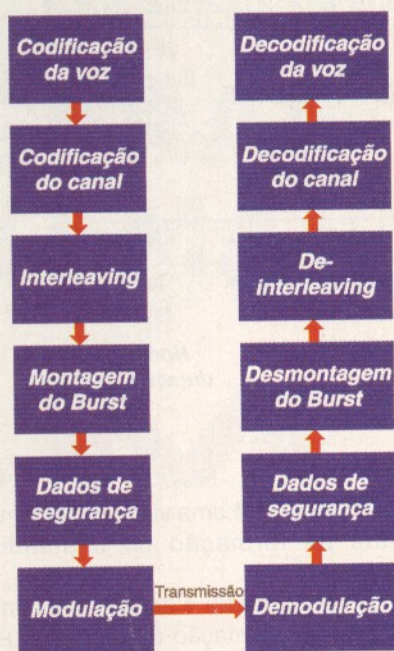 Codificação
da voz
Codificação
do canal
Interleaving
Montagem
do Burst
Dados de
segurança
Modulação
Transmissão
Demodulação
Dados de
segurança
Desmontagem
do Burst
De-
interleaving
Decodificação
do canal
Decodificação
da voz